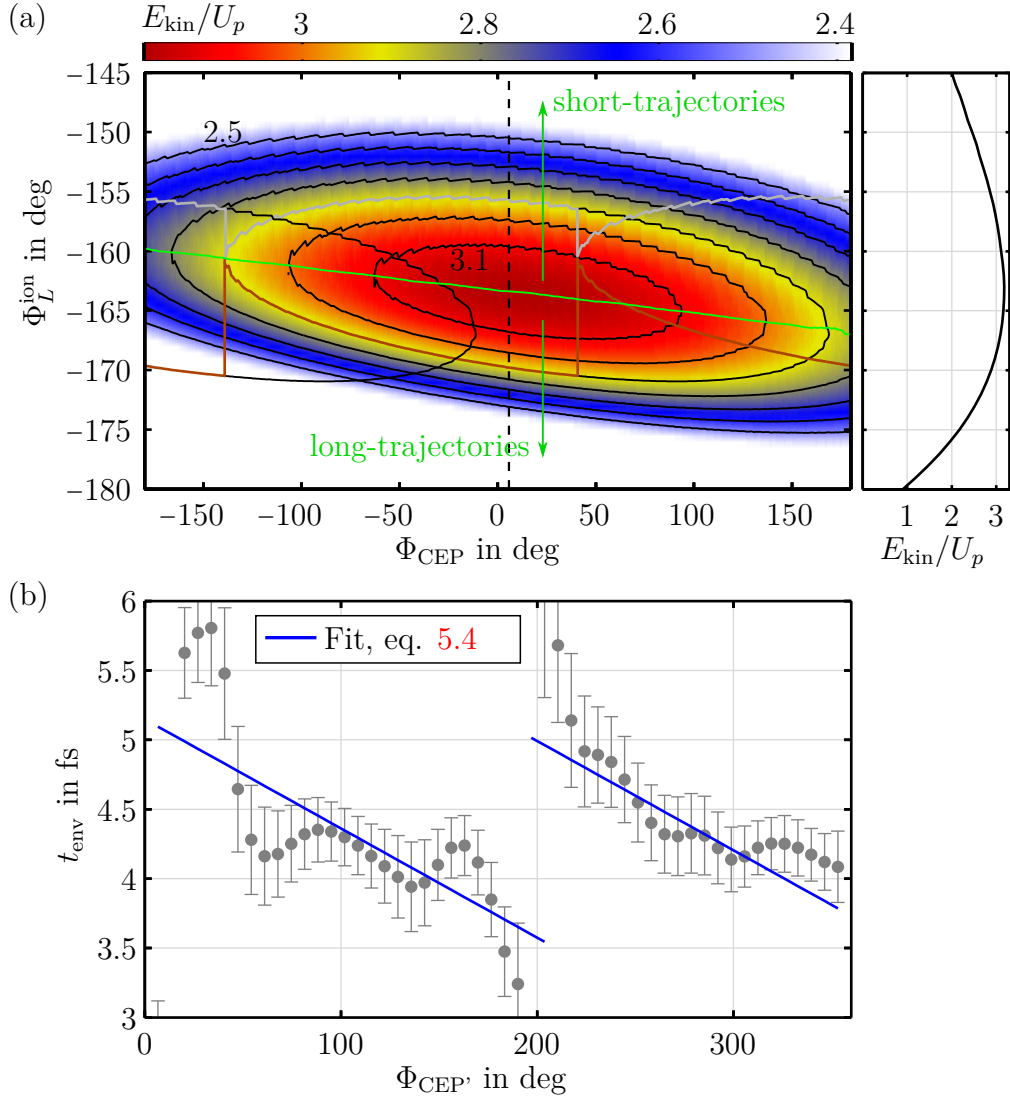 (a)
E_kin/U_p 3 2.8 2.6 2.4
−145
−150
−155
−160
−165
−170
−175
−180
Φ_L^ion in deg
2.5
3.1
short-trajectories
long-trajectories
−150 −100 −50 0 50 100 150
Φ_CEP in deg
1 2 3
E_kin/U_p
(b)
6
5.5
5
4.5
4
3.5
3
t_env in fs
Fit, eq. 5.4
0 100 200 300
Φ_CEP' in deg